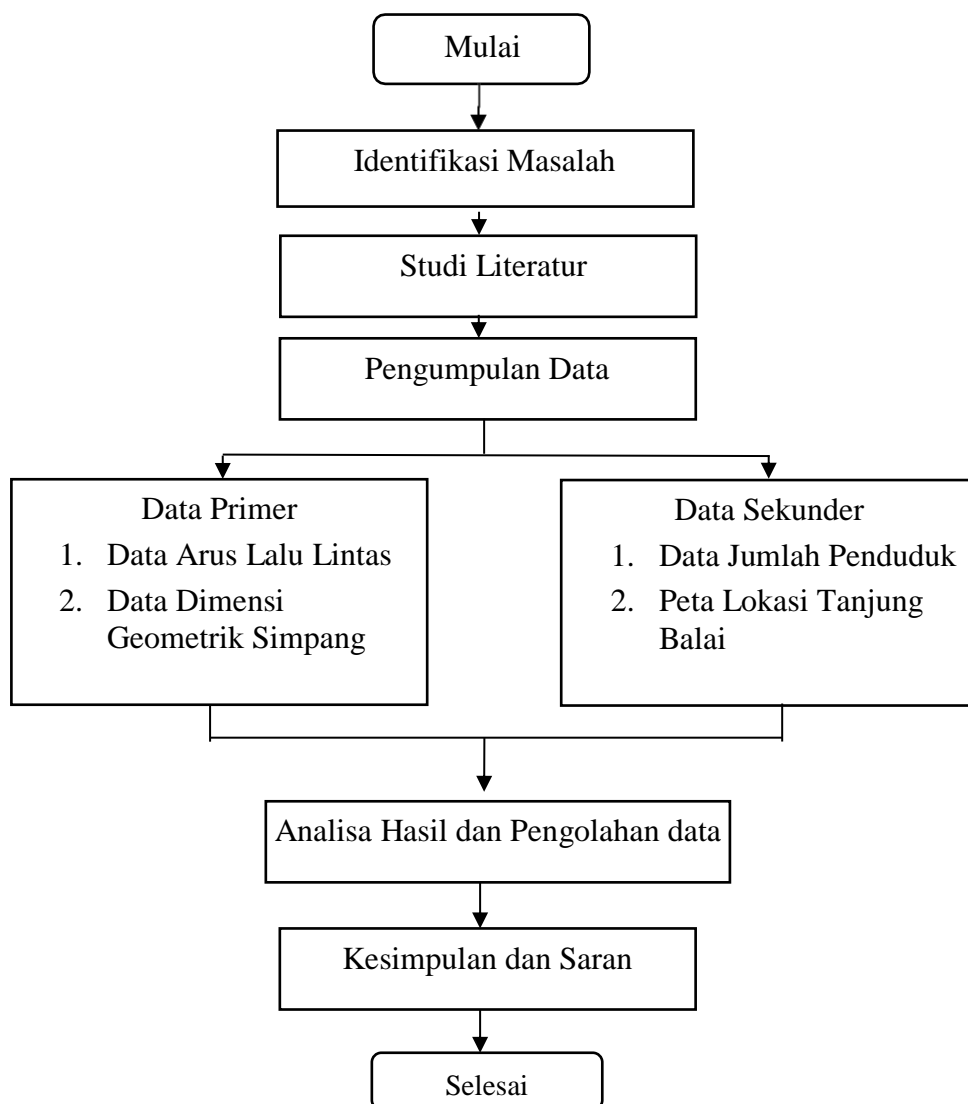 Mulai
Identifikasi Masalah
Studi Literatur
Pengumpulan Data
Data Primer
1. Data Arus Lalu Lintas
2. Data Dimensi
Geometrik Simpang
Data Sekunder
1. Data Jumlah Penduduk
2. Peta Lokasi Tanjung
Balai
Analisa Hasil dan Pengolahan data
Kesimpulan dan Saran
Selesai